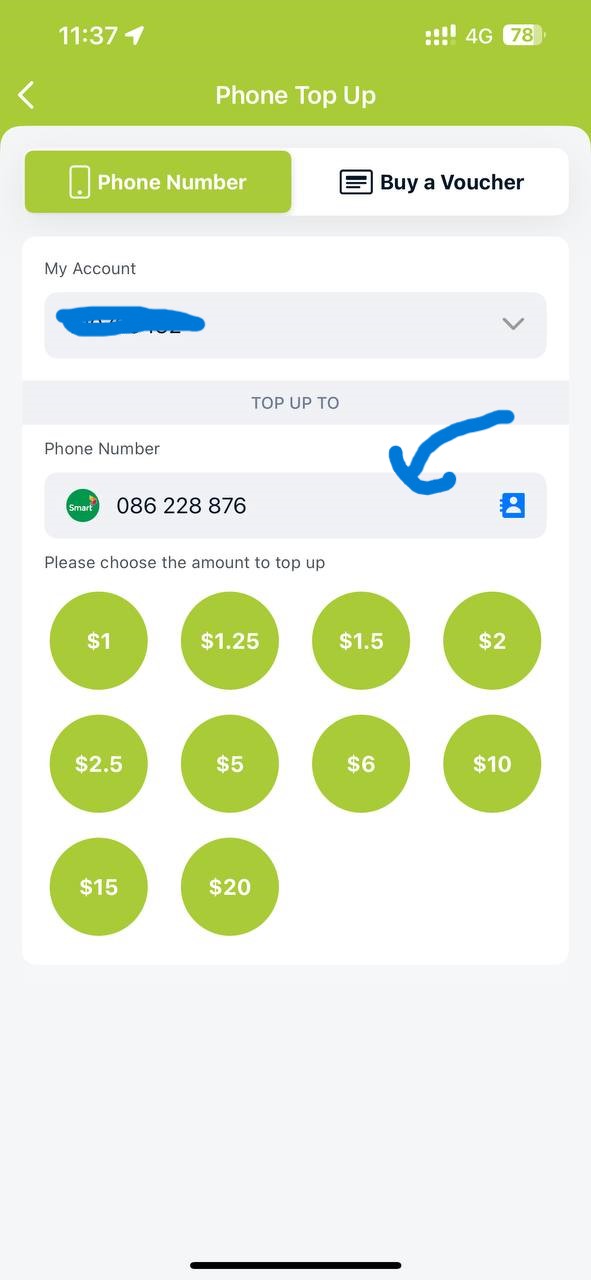 11:37
4G
78
Phone Top Up
Phone Number
Buy a Voucher
My Account
TOP UP TO
Phone Number
Smart
086 228 876
Please choose the amount to top up
$1
$1.25
$1.5
$2
$2.5
$5
$6
$10
$15
$20